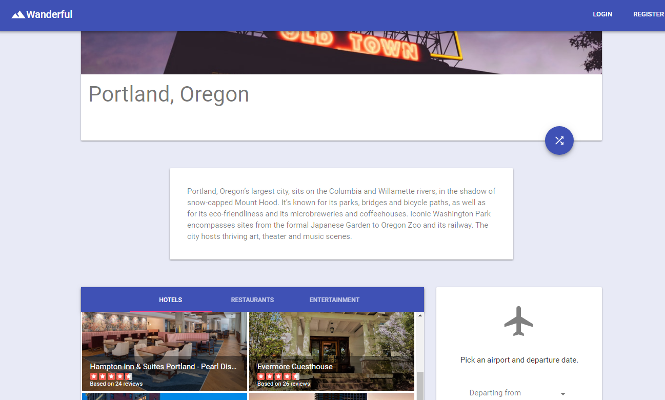 Wanderful
LOGIN
REGISTER
OLD TOWN
Portland, Oregon
Portland, Oregon's largest city, sits on the Columbia and Willamette rivers, in the shadow of
snow-capped Mount Hood. It's known for its parks, bridges and bicycle paths, as well as
for its eco-friendliness and its microbreweries and coffeehouses. Iconic Washington Park
encompasses sites from the formal Japanese Garden to Oregon Zoo and its railway. The
city hosts thriving art, theater and music scenes.
HOTELS
RESTAURANTS
ENTERTAINMENT
Hampton Inn & Suites Portland - Pearl Dis...
Based on 24 reviews
Evermore Guesthouse
Based on 26 reviews
Pick an airport and departure date.
Departing from